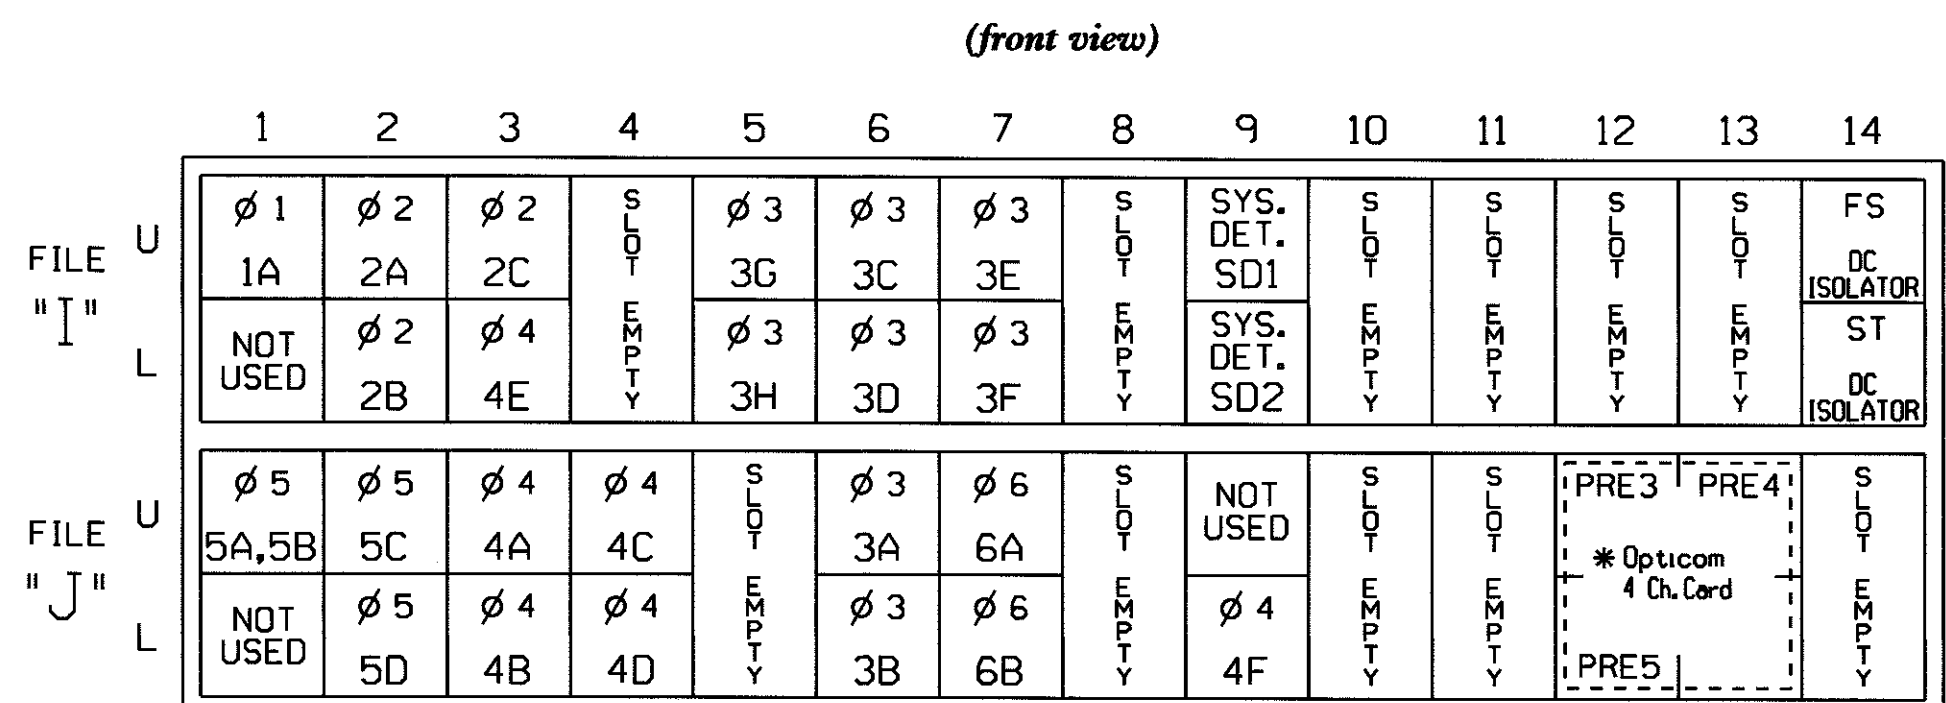 (front view)
1 2 3 4 5 6 7 8 9 10 11 12 13 14
FILE "I"
U
ø 1 1A
ø 2 2A
ø 2 2C
SLOT EMPTY
ø 3 3G
ø 3 3C
ø 3 3E
SLOT EMPTY
SYS. DET. SD1
SLOT EMPTY
SLOT EMPTY
SLOT EMPTY
SLOT EMPTY
FS DC ISOLATOR
L
NOT USED
ø 2 2B
ø 4 4E
ø 3 3H
ø 3 3D
ø 3 3F
SYS. DET. SD2
ST DC ISOLATOR
FILE "J"
U
ø 5 5A,5B
ø 5 5C
ø 4 4A
ø 4 4C
SLOT EMPTY
ø 3 3A
ø 6 6A
SLOT EMPTY
NOT USED
SLOT EMPTY
SLOT EMPTY
PRE3 PRE4
* Opticom
4 Ch. Card
SLOT EMPTY
L
NOT USED
ø 5 5D
ø 4 4B
ø 4 4D
ø 3 3B
ø 6 6B
ø 4 4F
PRE5